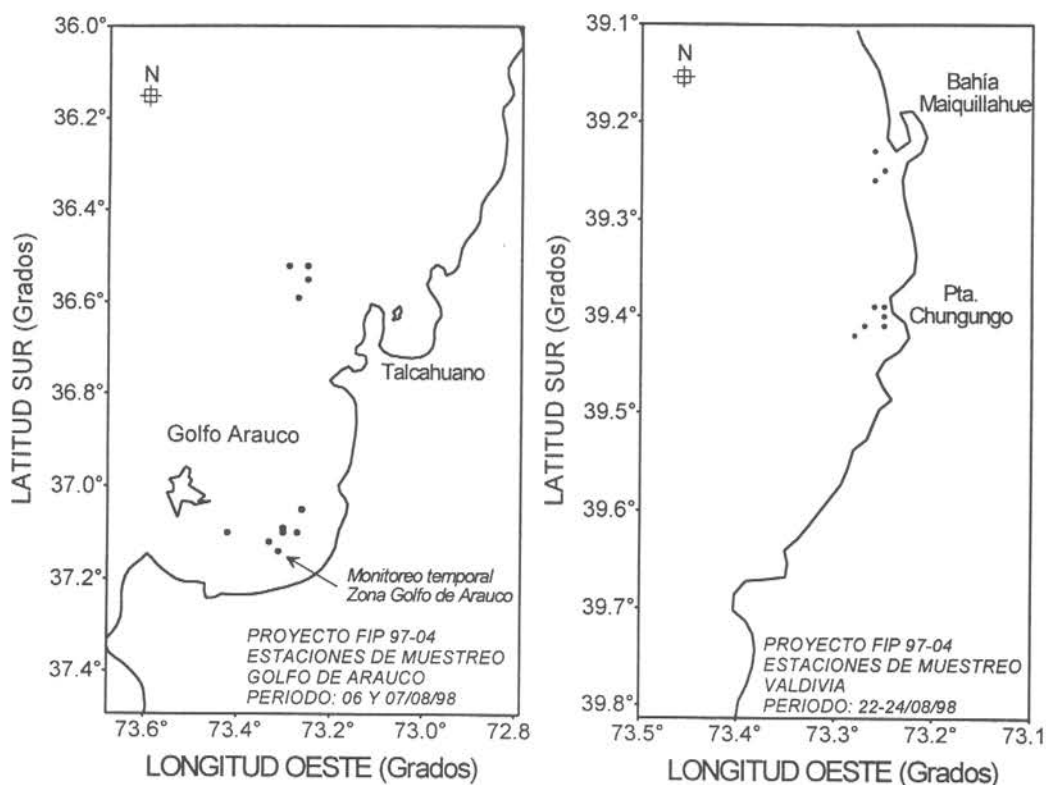 36.0°
36.2°
36.4°
36.6°
36.8°
37.0°
37.2°
37.4°
LATITUD SUR (Grados)
N
Talcahuano
Golfo Arauco
Monitoreo temporal
Zona Golfo de Arauco
PROYECTO FIP 97-04
ESTACIONES DE MUESTREO
GOLFO DE ARAUCO
PERIODO: 06 Y 07/08/98
73.6° 73.4° 73.2° 73.0° 72.8°
LONGITUD OESTE (Grados)
39.1°
39.2°
39.3°
39.4°
39.5°
39.6°
39.7°
39.8°
LATITUD SUR (Grados)
N
Bahía
Maiquillahue
Pta.
Chungungo
PROYECTO FIP 97-04
ESTACIONES DE MUESTREO
VALDIVIA
PERIODO: 22-24/08/98
73.5° 73.4° 73.3° 73.2° 73.1°
LONGITUD OESTE (Grados)